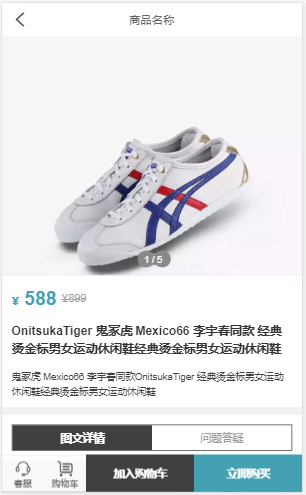 商品名称
1 / 5
¥ 588 ¥899
OnitsukaTiger 鬼冢虎 Mexico66 李宇春同款 经典
烫金标男女运动休闲鞋经典烫金标男女运动休闲鞋
鬼冢虎 Mexico66 李宇春同款OnitsukaTiger 经典烫金标男女运动
休闲鞋经典烫金标男女运动休闲鞋
图文详情 问题答疑
客服 购物车 加入购物车 立即购买